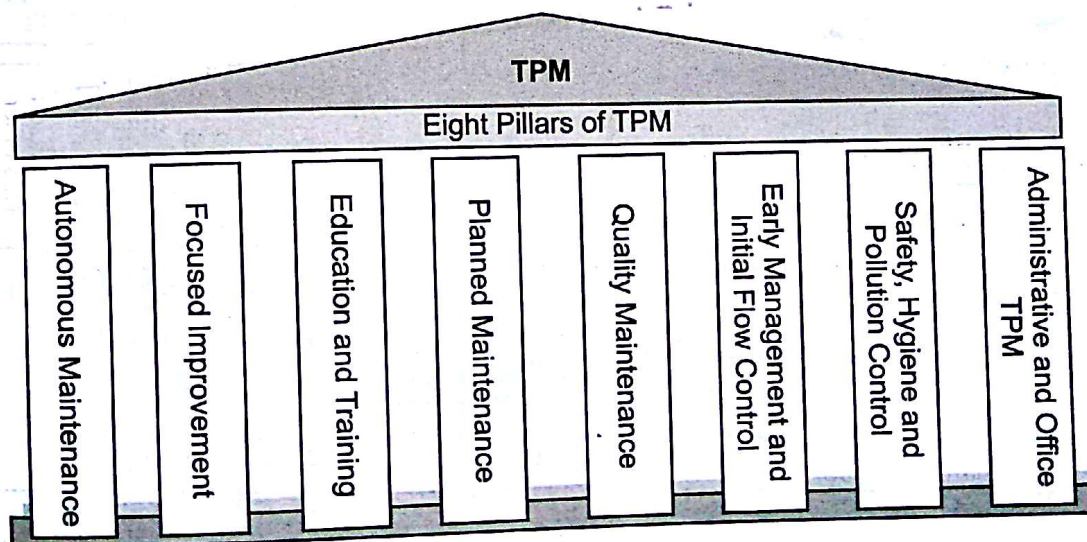 TPM
Eight Pillars of TPM
Autonomous Maintenance
Focused Improvement
Education and Training
Planned Maintenance
Quality Maintenance
Early Management and
Initial Flow Control
Safety, Hygiene and
Pollution Control
Administrative and Office
TPM